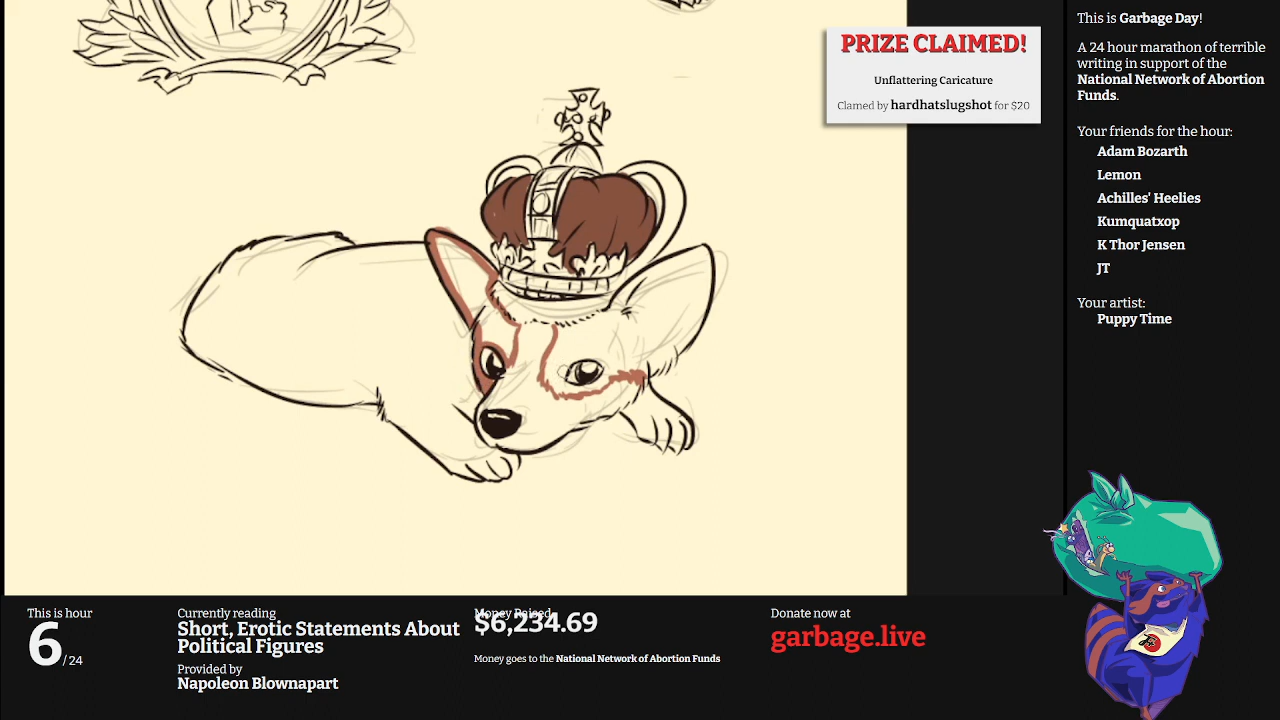 PRIZE CLAIMED!
Unflattering Caricature
Clamed by hardhatslugshot for $20
This is Garbage Day!
A 24 hour marathon of terrible
writing in support of the
National Network of Abortion
Funds.
Your friends for the hour:
Adam Bozarth
Lemon
Achilles' Heelies
Kumquatxop
K Thor Jensen
JT
Your artist:
Puppy Time
This is hour
6/24
Currently reading
Short, Erotic Statements About
Political Figures
Provided by
Napoleon Blownapart
Money Raised
$6,234.69
Money goes to the National Network of Abortion Funds
Donate now at
garbage.live